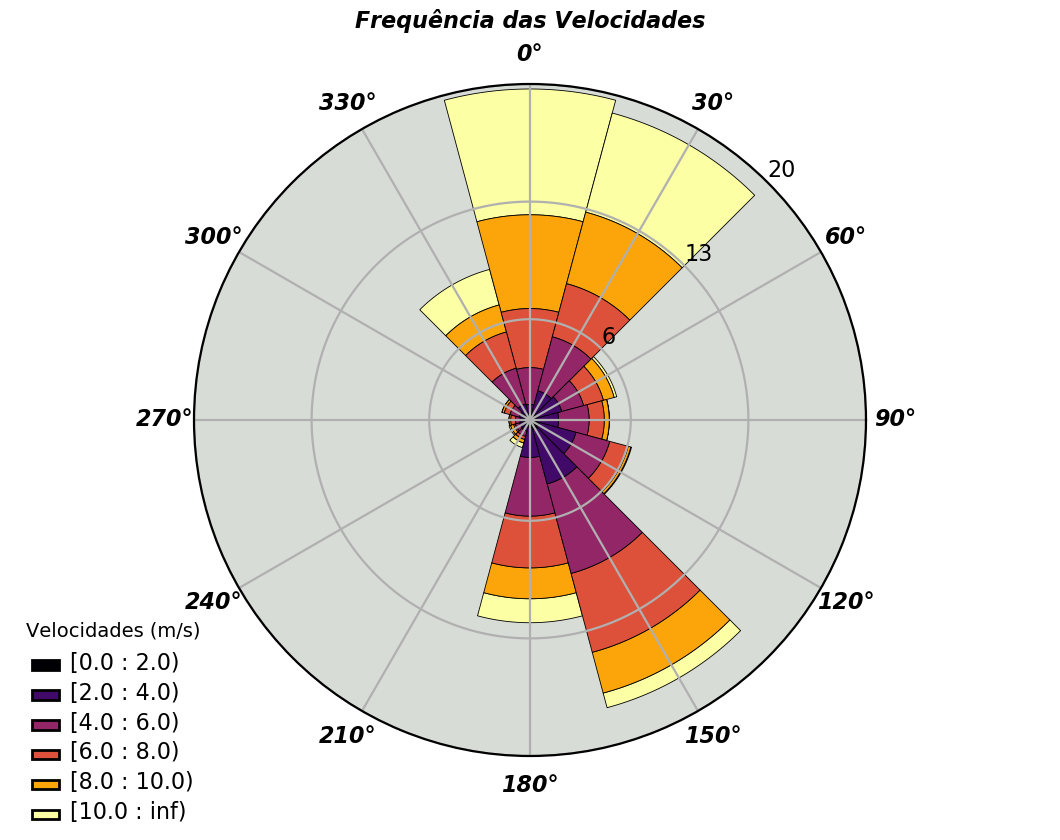 Frequência das Velocidades
0°
330°
30°
20
300°
60°
13
6
270°
90°
240°
120°
210°
150°
180°
Velocidades (m/s)
[0.0 : 2.0)
[2.0 : 4.0)
[4.0 : 6.0)
[6.0 : 8.0)
[8.0 : 10.0)
[10.0 : inf)